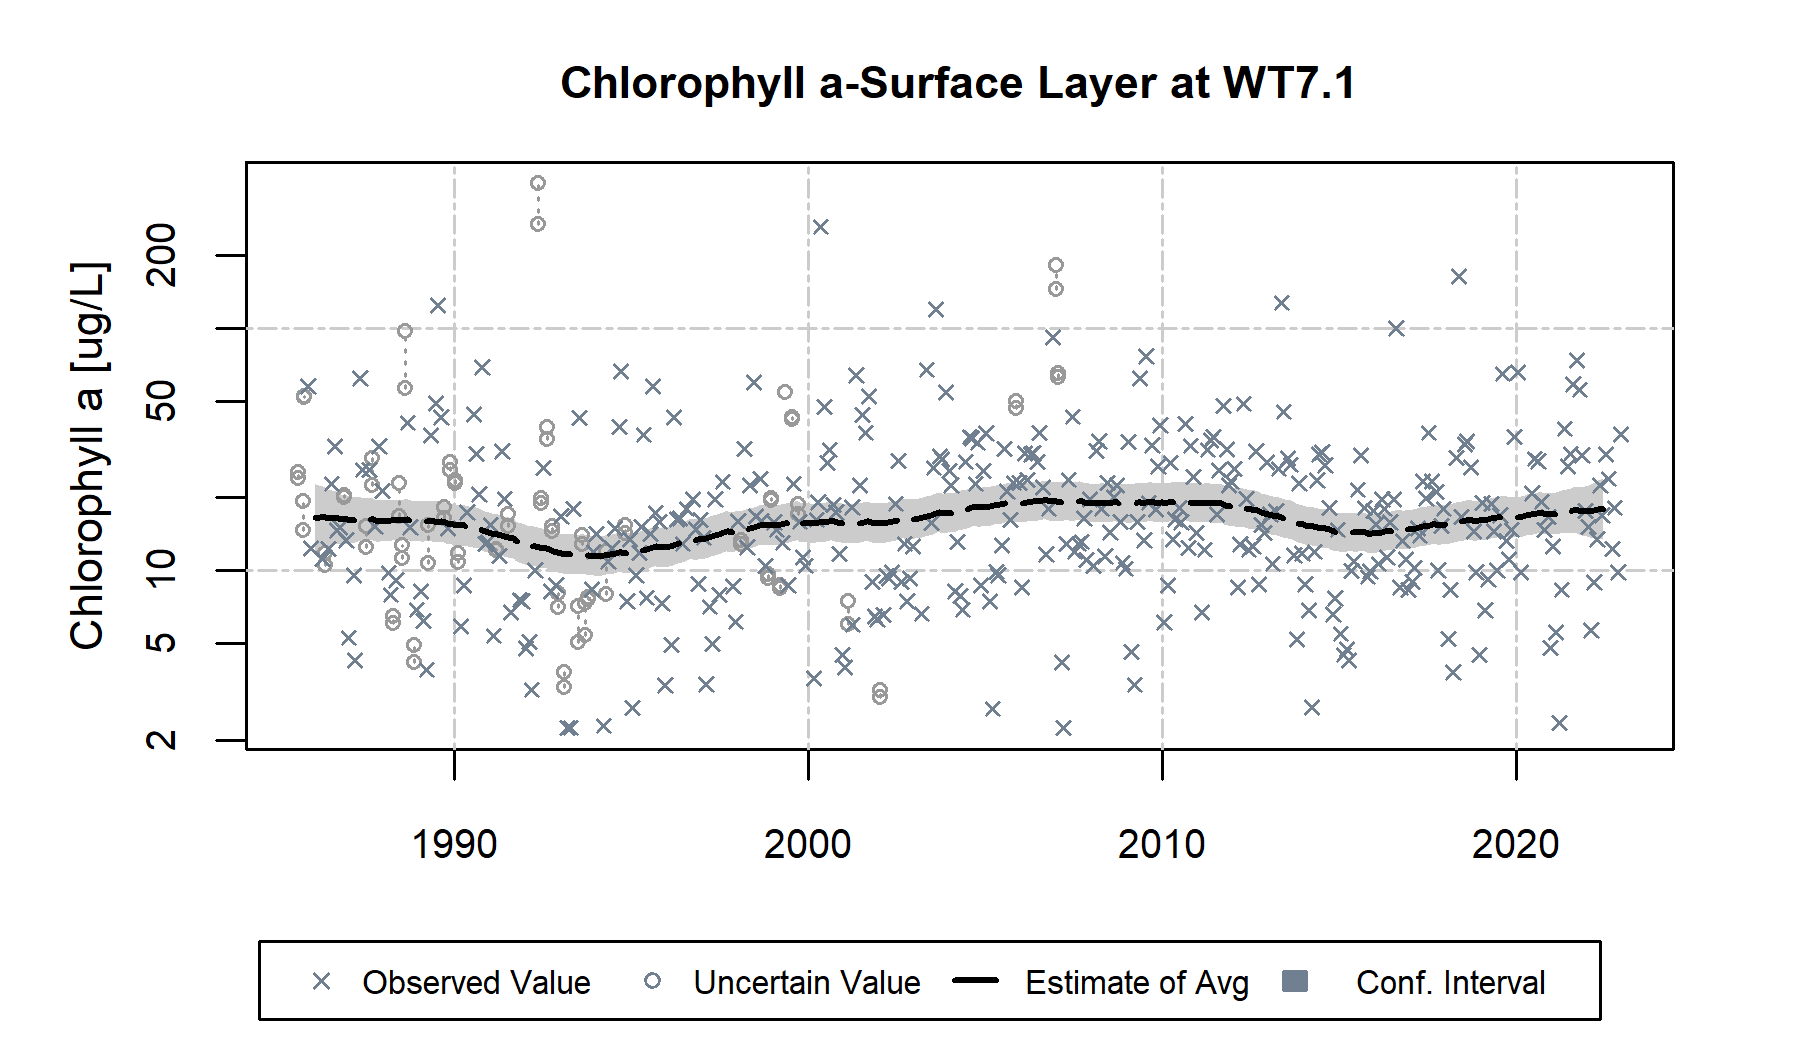 Chlorophyll a-Surface Layer at WT7.1
Chlorophyll a [ug/L]
200
50
10
5
2
1990 2000 2010 2020
Observed Value Uncertain Value Estimate of Avg Conf. Interval